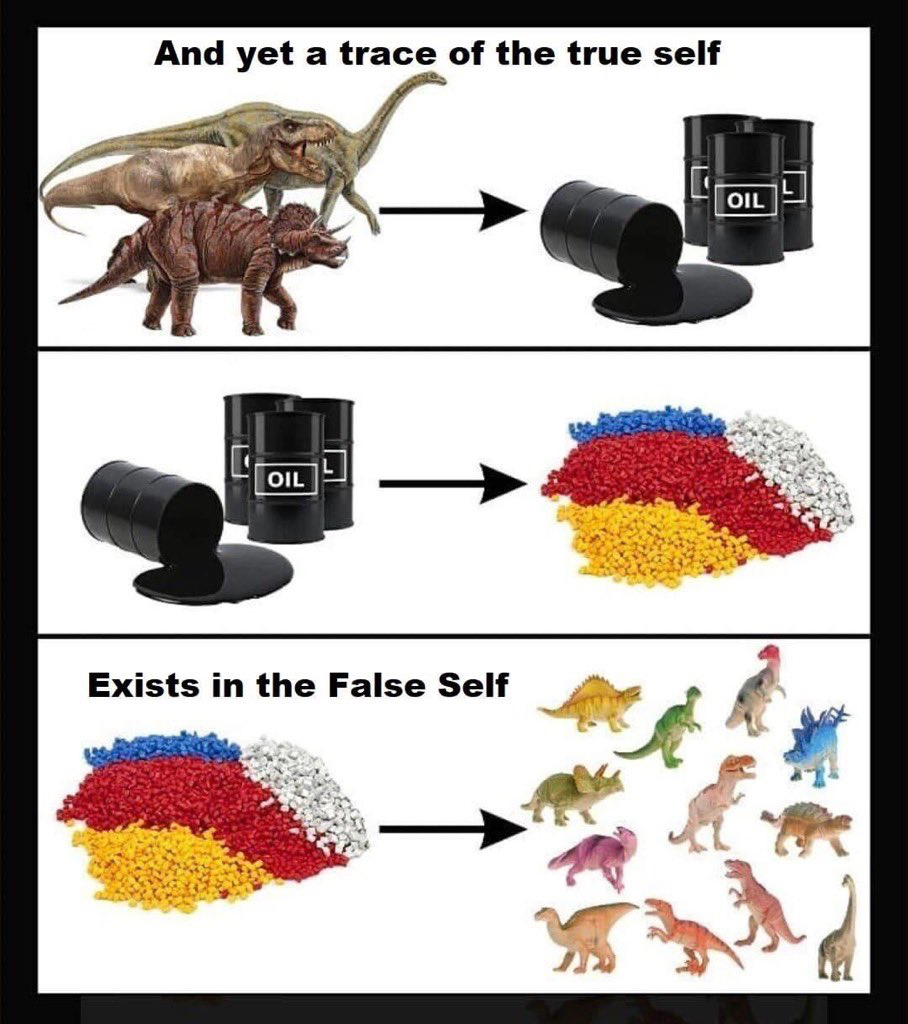 And yet a trace of the true self
OIL
L
OIL
L
Exists in the False Self